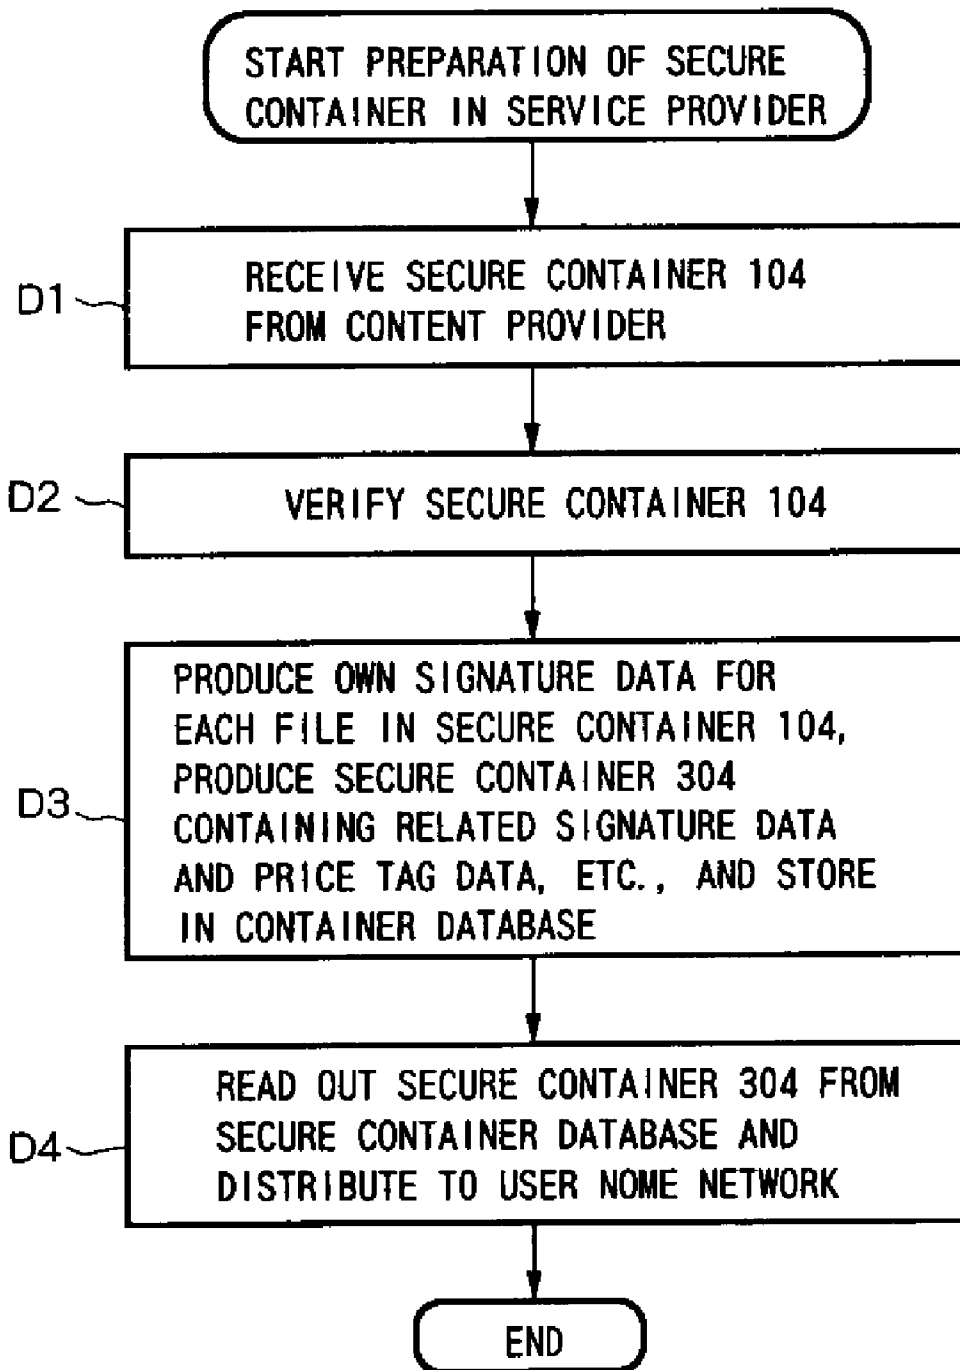 START PREPARATION OF SECURE
CONTAINER IN SERVICE PROVIDER
D1
RECEIVE SECURE CONTAINER 104
FROM CONTENT PROVIDER
D2
VERIFY SECURE CONTAINER 104
D3
PRODUCE OWN SIGNATURE DATA FOR
EACH FILE IN SECURE CONTAINER 104,
PRODUCE SECURE CONTAINER 304
CONTAINING RELATED SIGNATURE DATA
AND PRICE TAG DATA, ETC., AND STORE
IN CONTAINER DATABASE
D4
READ OUT SECURE CONTAINER 304 FROM
SECURE CONTAINER DATABASE AND
DISTRIBUTE TO USER NOME NETWORK
END